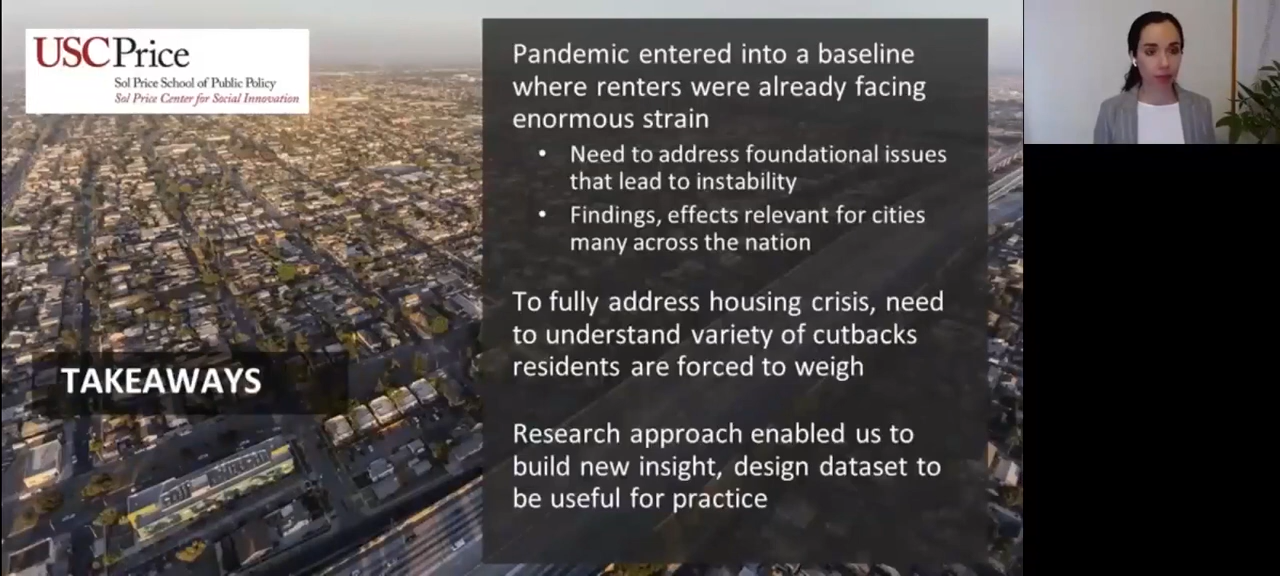 USC Price
Sol Price School of Public Policy
Sol Price Center for Social Innovation
TAKEAWAYS
Pandemic entered into a baseline
where renters were already facing
enormous strain
• Need to address foundational issues
that lead to instability
• Findings, effects relevant for cities
many across the nation
To fully address housing crisis, need
to understand variety of cutbacks
residents are forced to weigh
Research approach enabled us to
build new insight, design dataset to
be useful for practice